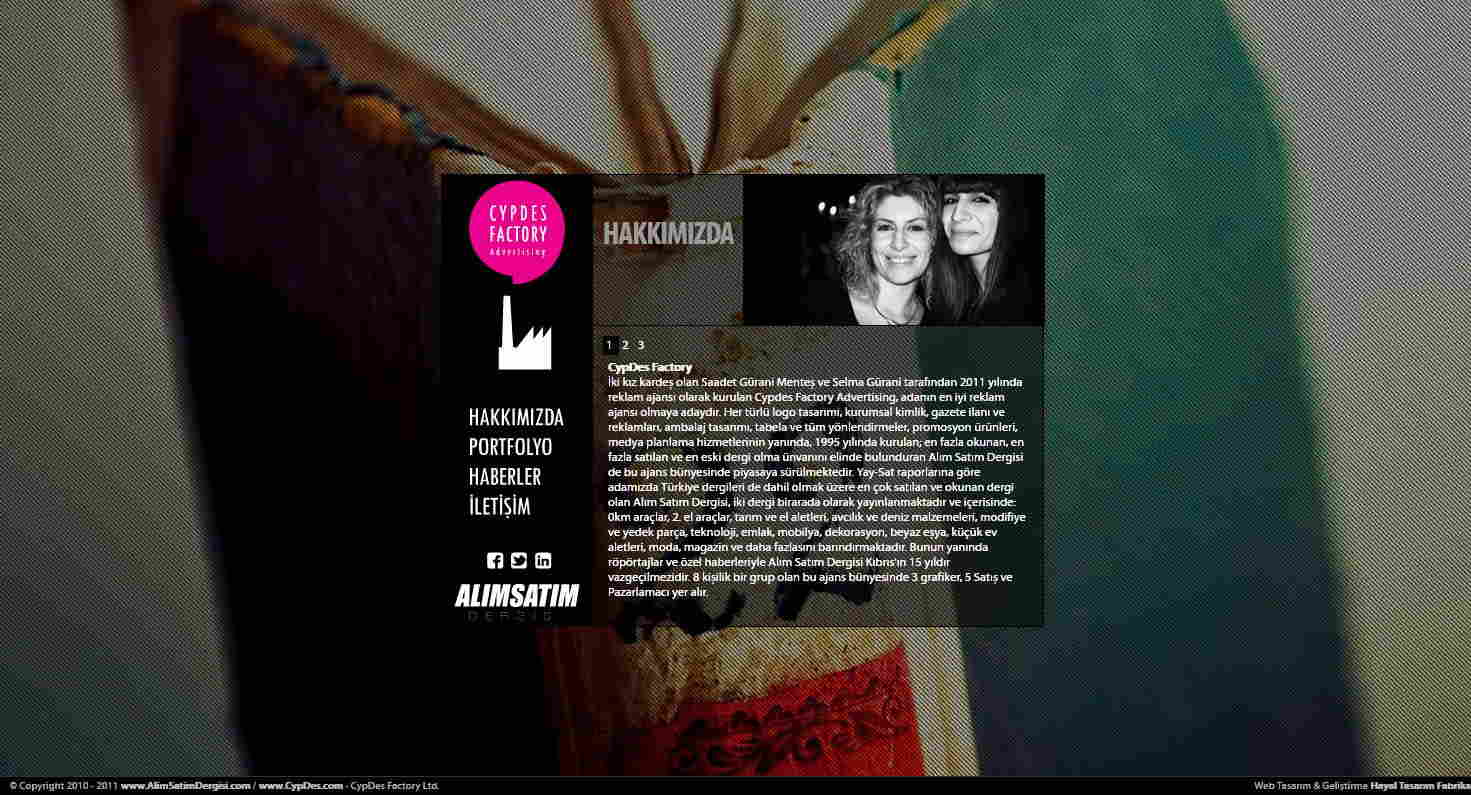 CYPDES
FACTORY
Advertising
HAKKIMIZDA
PORTFOLYO
HABERLER
İLETİŞİM
ALIMSATIM
DERGİSİ
HAKKIMIZDA
1 2 3
CypDes Factory
İki kız kardeş olan Saadet Gürani Menteş ve Selma Gürani tarafından 2011 yılında
reklam ajansı olarak kurulan Cypdes Factory Advertising, adanın en iyi reklam
ajansı olmaya adaydır. Her türlü logo tasarımı, kurumsal kimlik, gazete ilanı ve
reklamları, ambalaj tasarımı, tabela ve tüm yönlendirmeler, promosyon ürünleri,
medya planlama hizmetlerinin yanında, 1995 yılında kurulan; en fazla okunan, en
fazla satılan ve en eski dergi olma ünvanını elinde bulunduran Alım Satım Dergisi
de bu ajans bünyesinde piyasaya sürülmektedir. Yay-Sat raporlarına göre
adamızda Türkiye dergileri de dahil olmak üzere en çok satılan ve okunan dergi
olan Alım Satım Dergisi, iki dergi birarada olarak yayınlanmaktadır ve içerisinde:
0km araçlar, 2. el araçlar, tarım ve el aletleri, avcılık ve deniz malzemeleri, modifiye
ve yedek parça, teknoloji, emlak, mobilya, dekorasyon, beyaz eşya, küçük ev
aletleri, moda, magazin ve daha fazlasını barındırmaktadır. Bunun yanında
röpörtajlar ve özel haberleriyle Alım Satım Dergisi Kıbrıs'ın 15 yıldır
vazgeçilmezidir. 8 kişilik bir grup olan bu ajans bünyesinde 3 grafiker, 5 Satış ve
Pazarlamacı yer alır.
© Copyright 2010 - 2011 www.AlimSatimDergisi.com / www.CypDes.com - CypDes Factory Ltd.
Web Tasarım & Geliştirme Hayal Tasarım Fabrika